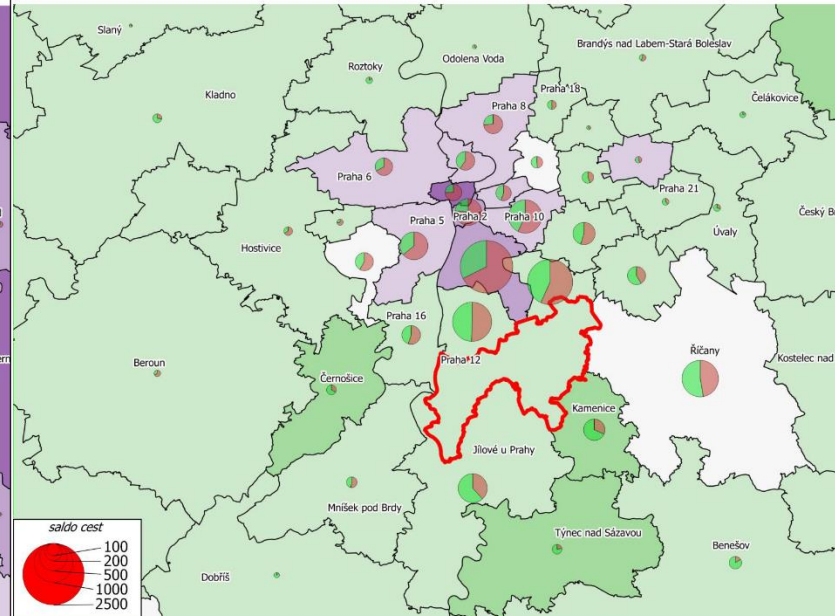 Slaný
Odolena Voda
Brandýs nad Labem-Stará Boleslav
Roztoky
Kladno
Praha 18
Čelákovice
Praha 8
Praha 6
Praha 21
Praha 5
Praha 2
Praha 10
Český B
Úvaly
Hostivice
Praha 16
Beroun
Praha 12
Říčany
Kostelec nad
Černošice
Kamenice
Jílové u Prahy
Mníšek pod Brdy
Týnec nad Sázavou
Benešov
Dobříš
saldo cest
100
200
500
1000
2500